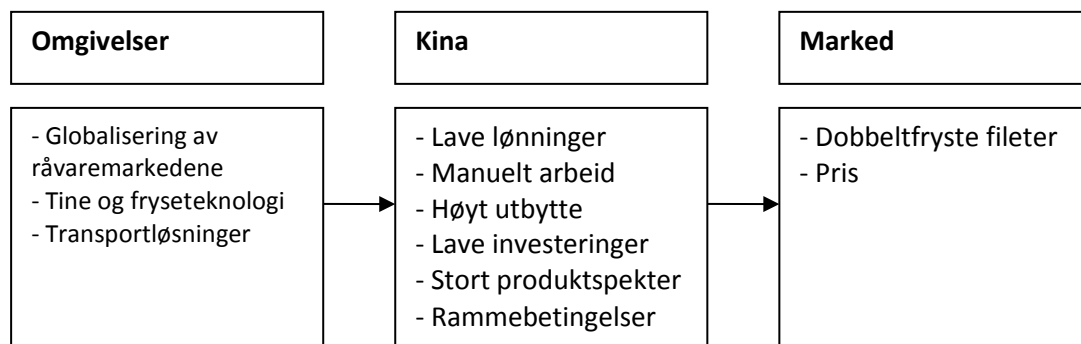 Omgivelser
Kina
Marked
- Globalisering av
råvaremarkedene
- Tine og fryseteknologi
- Transportløsninger
- Lave lønninger
- Manuelt arbeid
- Høyt utbytte
- Lave investeringer
- Stort produktspekter
- Rammebetingelser
- Dobbeltfryste fileter
- Pris